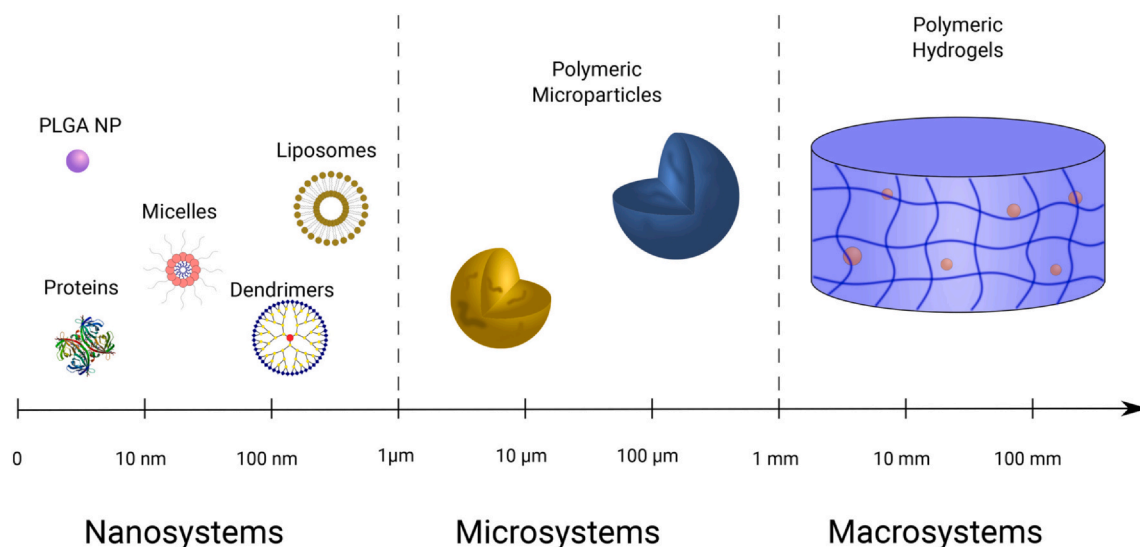 Polymeric
Hydrogels
Polymeric
Microparticles
PLGA NP
Liposomes
Micelles
Proteins
Dendrimers
0
10 nm
100 nm
1μm
10 μm
100 μm
1 mm
10 mm
100 mm
Nanosystems
Microsystems
Macrosystems